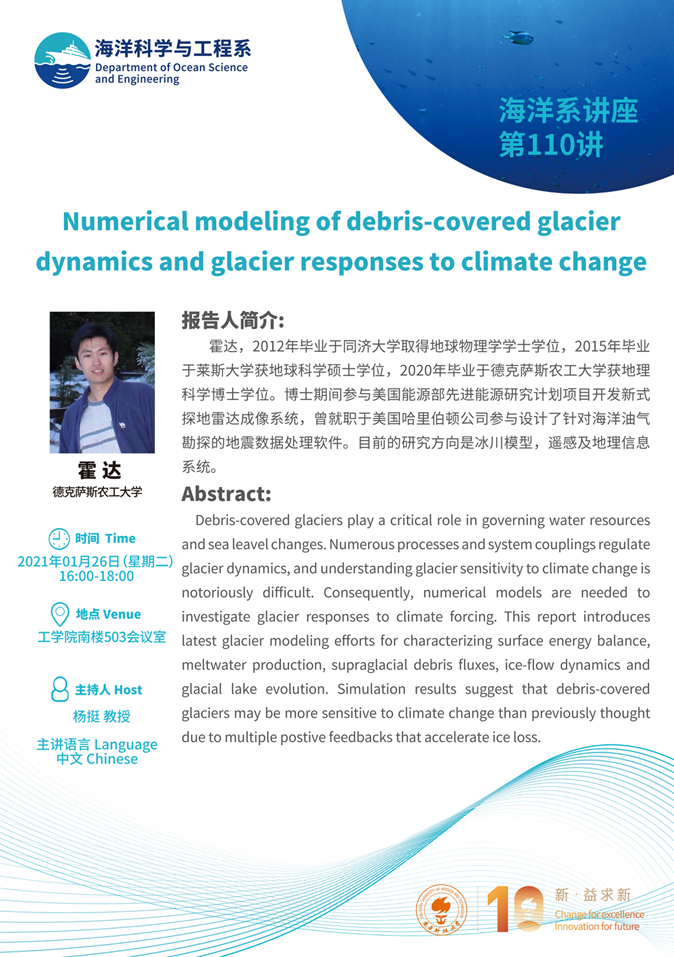 海洋科学与工程系
Department of Ocean Science
and Engineering
海洋系讲座
第110讲
Numerical modeling of debris-covered glacier
dynamics and glacier responses to climate change
报告人简介:
霍达，2012年毕业于同济大学取得地球物理学学士学位，2015年毕业
于莱斯大学获地球科学硕士学位，2020年毕业于德克萨斯农工大学获地理
科学博士学位。博士期间参与美国能源部先进能源研究计划项目开发新式
探地雷达成像系统，曾就职于美国哈里伯顿公司参与设计了针对海洋油气
勘探的地震数据处理软件。目前的研究方向是冰川模型，遥感及地理信息
系统。
霍 达
德克萨斯农工大学
时间 Time
2021年01月26日（星期二）
16:00-18:00
地点 Venue
工学院南楼503会议室
主持人 Host
杨挺 教授
主讲语言 Language
中文 Chinese
Abstract:
Debris-covered glaciers play a critical role in governing water resources
and sea leavel changes. Numerous processes and system couplings regulate
glacier dynamics, and understanding glacier sensitivity to climate change is
notoriously difficult. Consequently, numerical models are needed to
investigate glacier responses to climate forcing. This report introduces
latest glacier modeling efforts for characterizing surface energy balance,
meltwater production, supraglacial debris fluxes, ice-flow dynamics and
glacial lake evolution. Simulation results suggest that debris-covered
glaciers may be more sensitive to climate change than previously thought
due to multiple postive feedbacks that accelerate ice loss.
10
新·益求新
Change for excellence
Innovation for future